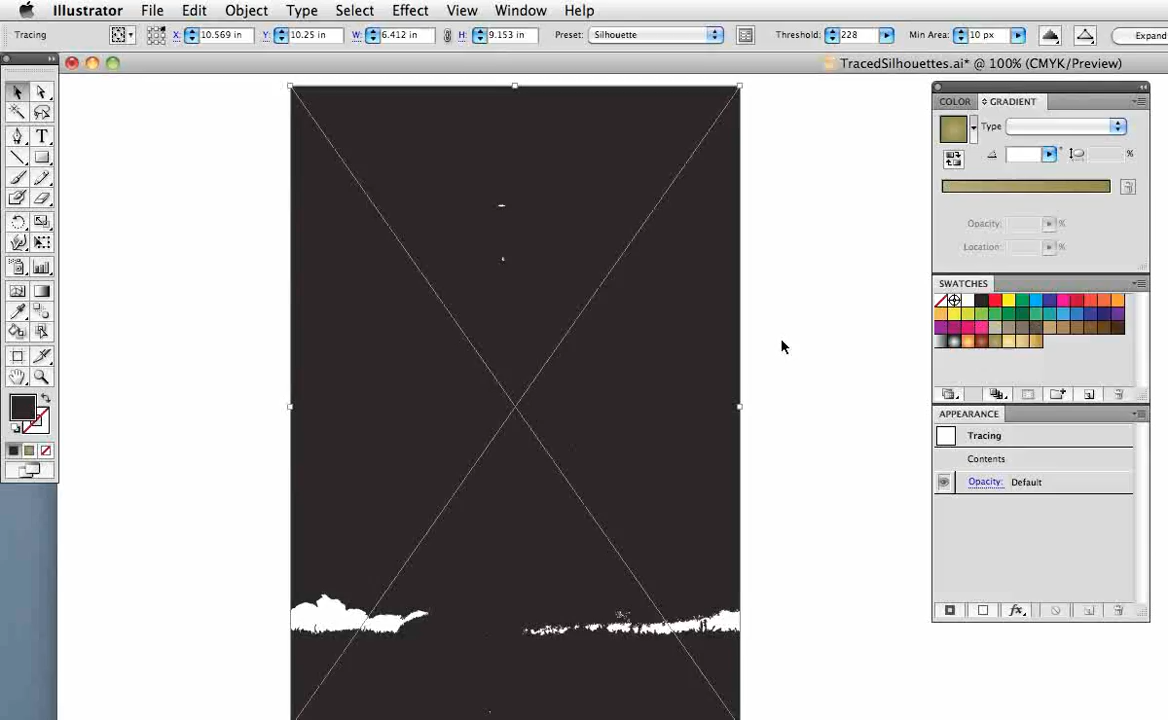 Illustrator File Edit Object Type Select Effect View Window Help
Tracing X: 10.569 in Y: 10.25 in W: 6.412 in H: 9.153 in Preset: Silhouette Threshold: 228 Min Area: 10 px Expand
TracedSilhouettes.ai* @ 100% (CMYK/Preview)
COLOR GRADIENT
Type
°
%
Opacity: %
Location: %
SWATCHES
APPEARANCE
Tracing
Contents
Opacity: Default
fx
T